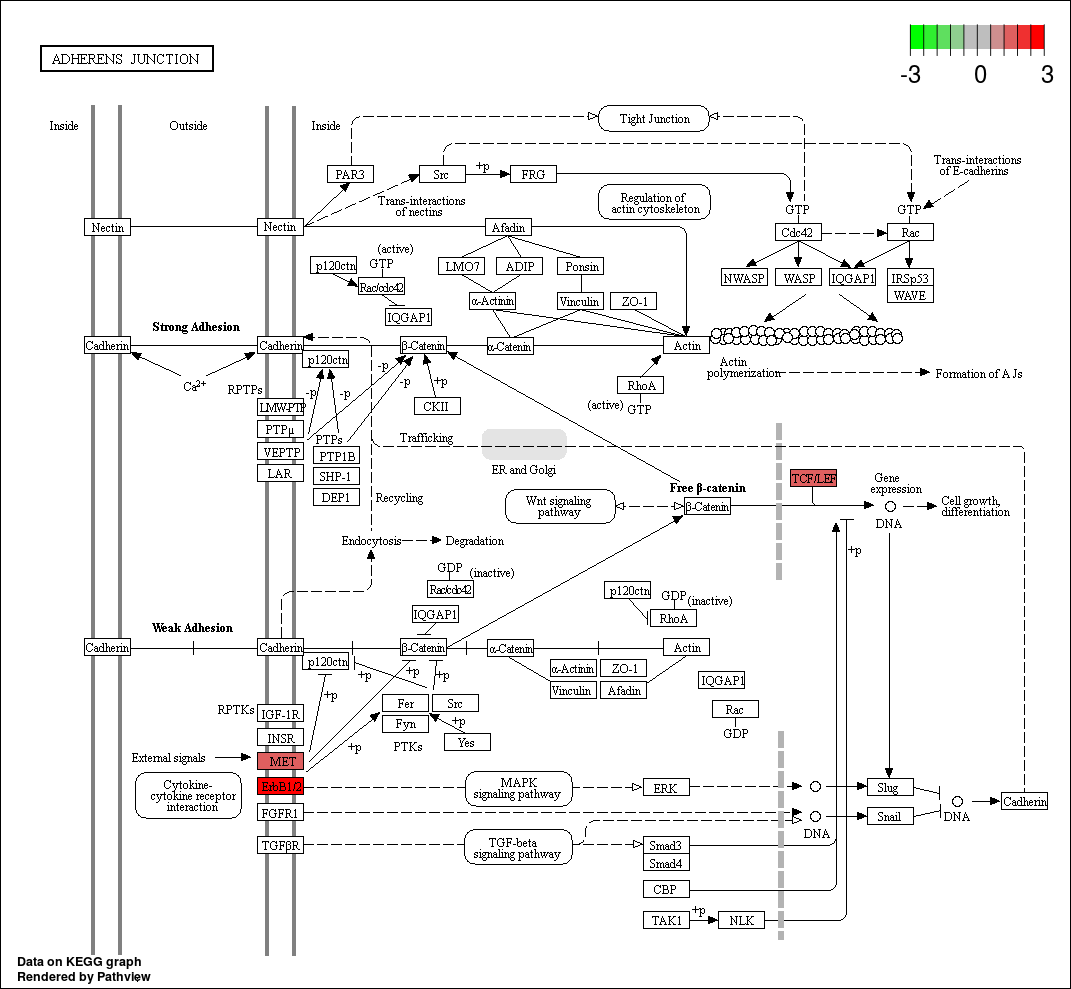 -3 0 3
ADHERENS JUNCTION
Inside
Outside
Inside
Tight Junction
PAR3
Src
+p
FRG
Trans-interactions
of E-cadherins
Trans-interactions
of nectins
Regulation of
actin cytoskeleton
GTP
GTP
Nectin
Nectin
Afadin
Cdc42
Rac
(active)
p120ctn
GTP
Rac/cdc42
IQGAP1
LMO7
ADIP
Ponsin
α-Actinin
Vinculin
ZO-1
NWASP
WASP
IQGAP1
IRSp53
WAVE
Strong Adhesion
Cadherin
Cadherin
p120ctn
β-Catenin
α-Catenin
Actin
Actin
polymerization
Formation of AJs
Ca2+
RPTPs
-p
-p
-p
-p
+p
CKII
RhoA
(active)
GTP
LMW-PTP
PTPμ
VEPTP
LAR
PTPs
PTP1B
SHP-1
DEP1
Trafficking
ER and Golgi
Recycling
Wnt signaling
pathway
Free β-catenin
β-Catenin
TCF/LEF
Gene
expression
DNA
Cell growth,
differentiation
Endocytosis
Degradation
+p
GDP
(inactive)
Rac/cdc42
IQGAP1
p120ctn
GDP
(inactive)
RhoA
Weak Adhesion
Cadherin
Cadherin
p120ctn
β-Catenin
α-Catenin
Actin
+p
+p
+p
+p
α-Actinin
ZO-1
Vinculin
Afadin
IQGAP1
Rac
GDP
RPTKs
IGF-1R
INSR
MET
ErbB1/2
FGFR1
TGFβR
Fer
Src
Fyn
PTKs
+p
Yes
+p
External signals
Cytokine-
cytokine receptor
interaction
MAPK
signaling pathway
ERK
Slug
Snail
DNA
DNA
Cadherin
TGF-beta
signaling pathway
Smad3
Smad4
CBP
TAK1
+p
NLK
Data on KEGG graph
Rendered by Pathview